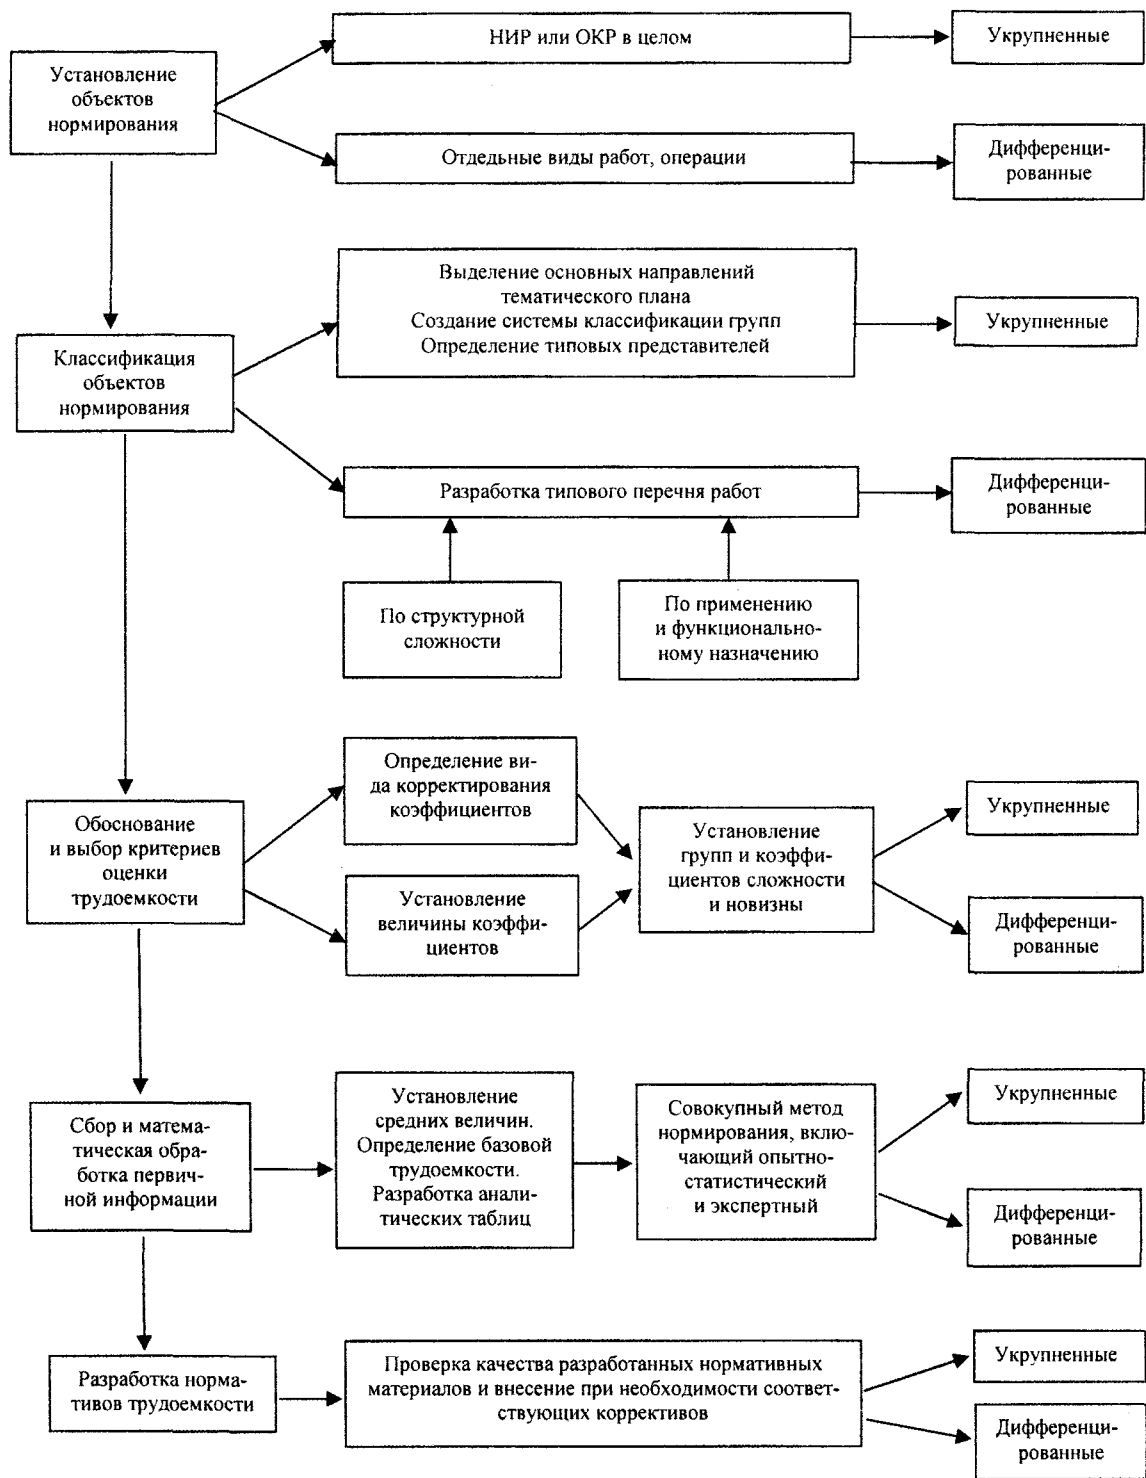 НИР или ОКР в целом
Укрупненные
Установление
объектов
нормирования
Отдельные виды работ, операции
Дифференци-
рованные
Выделение основных направлений
тематического плана
Создание системы классификации групп
Определение типовых представителей
Укрупненные
Классификация
объектов
нормирования
Разработка типового перечня работ
Дифференци-
рованные
По структурной
сложности
По применению
и функциональ-
ному назначению
Определение ви-
да корректирования
коэффициентов
Укрупненные
Обоснование
и выбор критериев
оценки
трудоемкости
Установление
групп и коэффи-
циентов сложности
и новизны
Установление
величины коэффи-
циентов
Дифференци-
рованные
Укрупненные
Сбор и матема-
тическая обра-
ботка первич-
ной информации
Установление
средних величин.
Определение базовой
трудоемкости.
Разработка анали-
тических таблиц
Совокупный метод
нормирования, вклю-
чающий опытно-
статистический
и экспертный
Дифференци-
рованные
Укрупненные
Разработка норма-
тивов трудоемкости
Проверка качества разработанных нормативных
материалов и внесение при необходимости соответ-
ствующих коррективов
Дифференци-
рованные